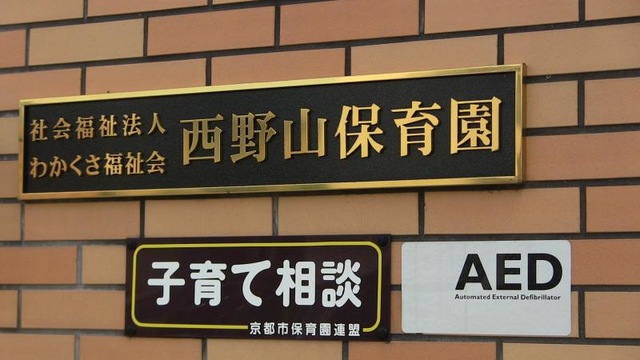 社会福祉法人
わかくさ福祉会
西野山保育園
子育て相談
京都市保育園連盟
AED
Automated External Defibrillator